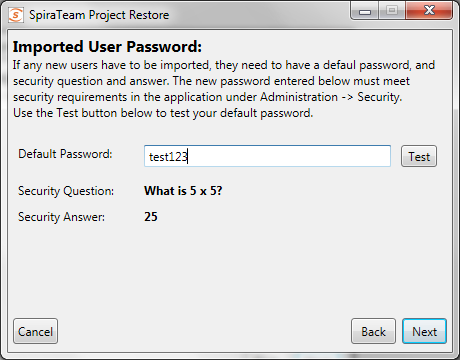 SpiraTeam Project Restore
Imported User Password:
If any new users have to be imported, they need to have a defaul password, and
security question and answer. The new password entered below must meet
security requirements in the application under Administration -> Security.
Use the Test button below to test your default password.
Default Password: test123 Test
Security Question: What is 5 x 5?
Security Answer: 25
Cancel Back Next